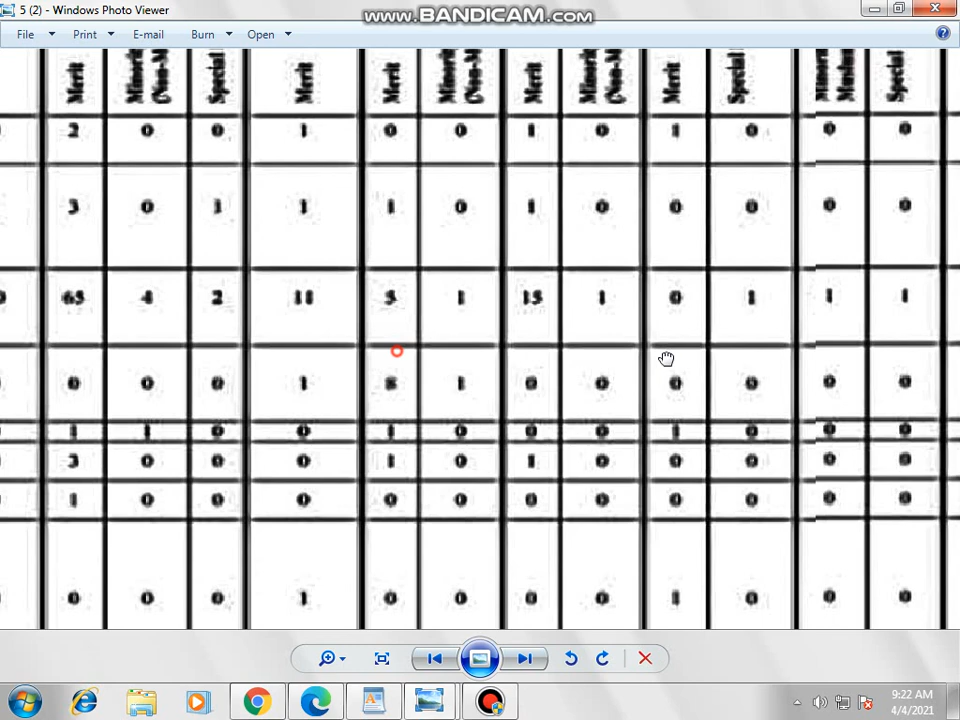 5 (2) - Windows Photo Viewer
www.BANDICAM.com
File Print E-mail Burn Open
Merit Special Merit Merit Merit Merit Special Special
2 0 0 1 0 0 1 0 1 0 0 0
3 0 1 1 1 0 1 0 0 0 0 0
65 4 2 11 5 1 15 1 0 1 1 1
0 0 0 1 8 1 0 0 0 0 0 0
1 1 0 0 1 0 0 0 1 0 0 0
3 0 0 0 1 0 1 0 0 0 0 0
1 0 0 0 0 0 0 0 0 0 0 0
0 0 0 1 0 0 0 0 1 0 0 0
9:22 AM
4/4/2021